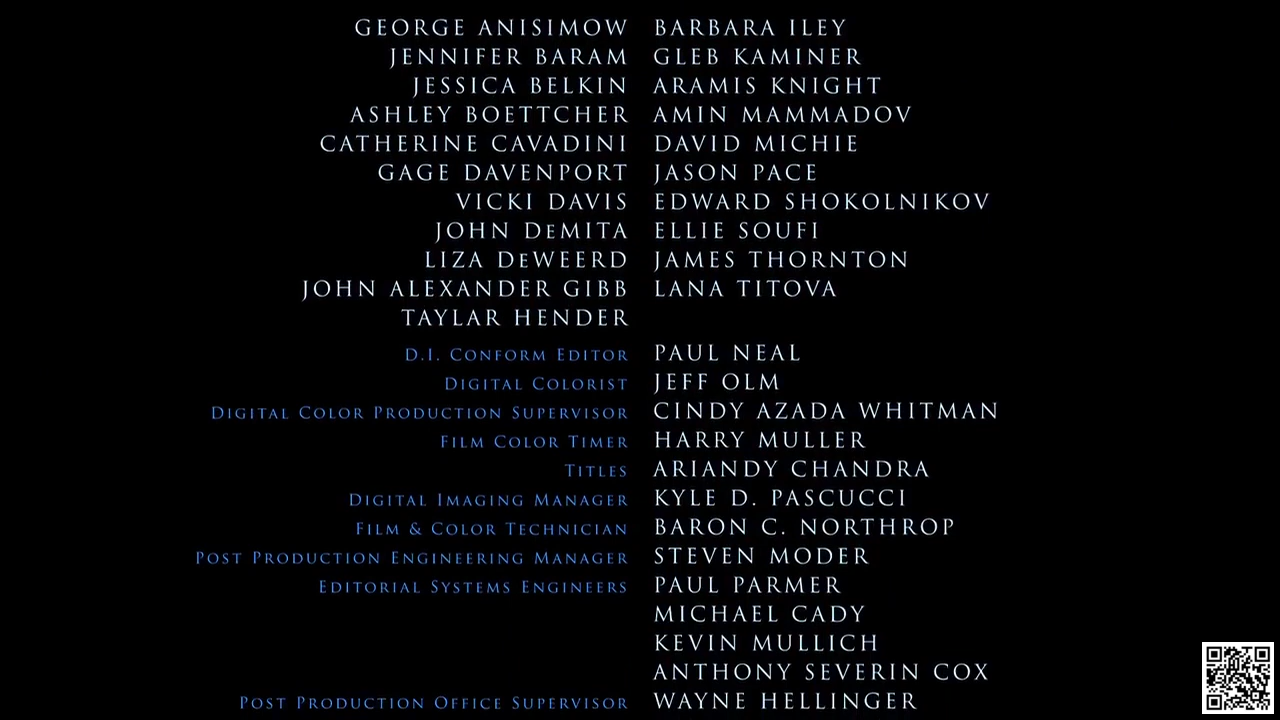 GEORGE ANISIMOW BARBARA ILEY
JENNIFER BARAM GLEB KAMINER
JESSICA BELKIN ARAMIS KNIGHT
ASHLEY BOETTCHER AMIN MAMMADOV
CATHERINE CAVADINI DAVID MICHIE
GAGE DAVENPORT JASON PACE
VICKI DAVIS EDWARD SHOKOLNIKOV
JOHN DEMITA ELLIE SOUFI
LIZA DEWEERD JAMES THORNTON
JOHN ALEXANDER GIBB LANA TITOVA
TAYLAR HENDER
D.I. CONFORM EDITOR PAUL NEAL
DIGITAL COLORIST JEFF OLM
DIGITAL COLOR PRODUCTION SUPERVISOR CINDY AZADA WHITMAN
FILM COLOR TIMER HARRY MULLER
TITLES ARIANDY CHANDRA
DIGITAL IMAGING MANAGER KYLE D. PASCUCCI
FILM & COLOR TECHNICIAN BARON C. NORTHROP
POST PRODUCTION ENGINEERING MANAGER STEVEN MODER
EDITORIAL SYSTEMS ENGINEERS PAUL PARMER
MICHAEL CADY
KEVIN MULLICH
ANTHONY SEVERIN COX
POST PRODUCTION OFFICE SUPERVISOR WAYNE HELLINGER